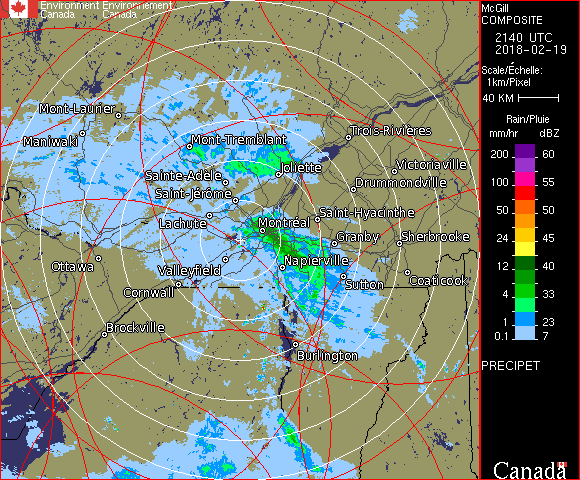 Environment Environnement
Canada Canada
McGill
COMPOSITE
2140 UTC
2018-02-19
Scale/Échelle:
1km/Pixel
40 KM
Rain/Pluie
mm/hr dBZ
200 60
100 55
50 50
24 45
12 40
4 33
1 23
0.1 7
PRECIPET
Canada
Mont-Laurier
Maniwaki
Mont-Tremblant
Trois-Rivières
Joliette
Victoriaville
Sainte-Adèle
Drummondville
Saint-Jérôme
Saint-Hyacinthe
Lachute
Montréal
Granby
Sherbrooke
Ottawa
Valleyfield
Napierville
Sutton
Coaticook
Cornwall
Brockville
Burlington